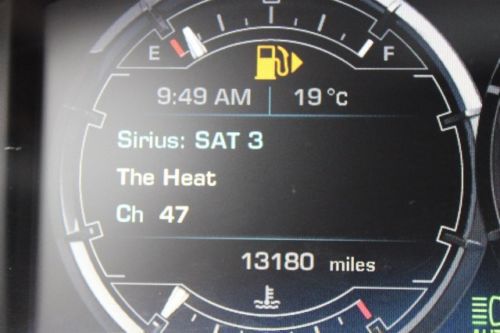 E F
9:49 AM 19°c
Sirius: SAT 3
The Heat
Ch 47
13180 miles